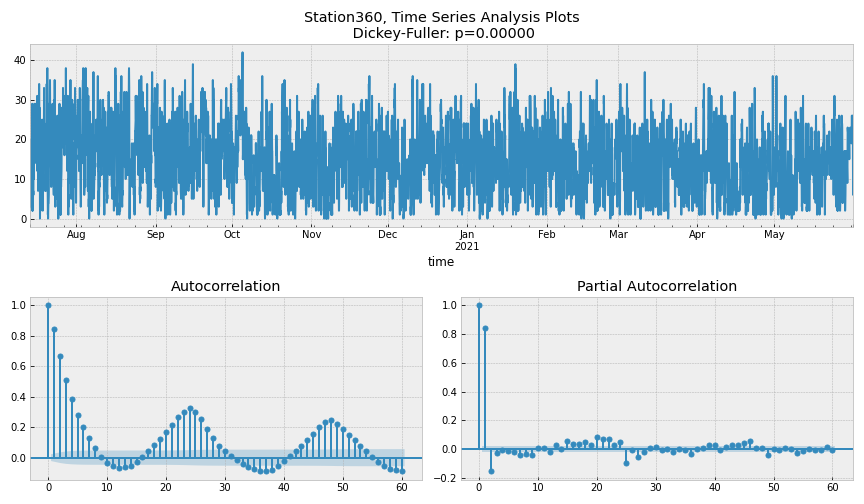 Station360, Time Series Analysis Plots
Dickey-Fuller: p=0.00000
40
30
20
10
0
Aug Sep Oct Nov Dec Jan Feb Mar Apr May
2021
time
Autocorrelation
1.0
0.8
0.6
0.4
0.2
0.0
0 10 20 30 40 50 60
Partial Autocorrelation
1.0
0.8
0.6
0.4
0.2
0.0
−0.2
0 10 20 30 40 50 60